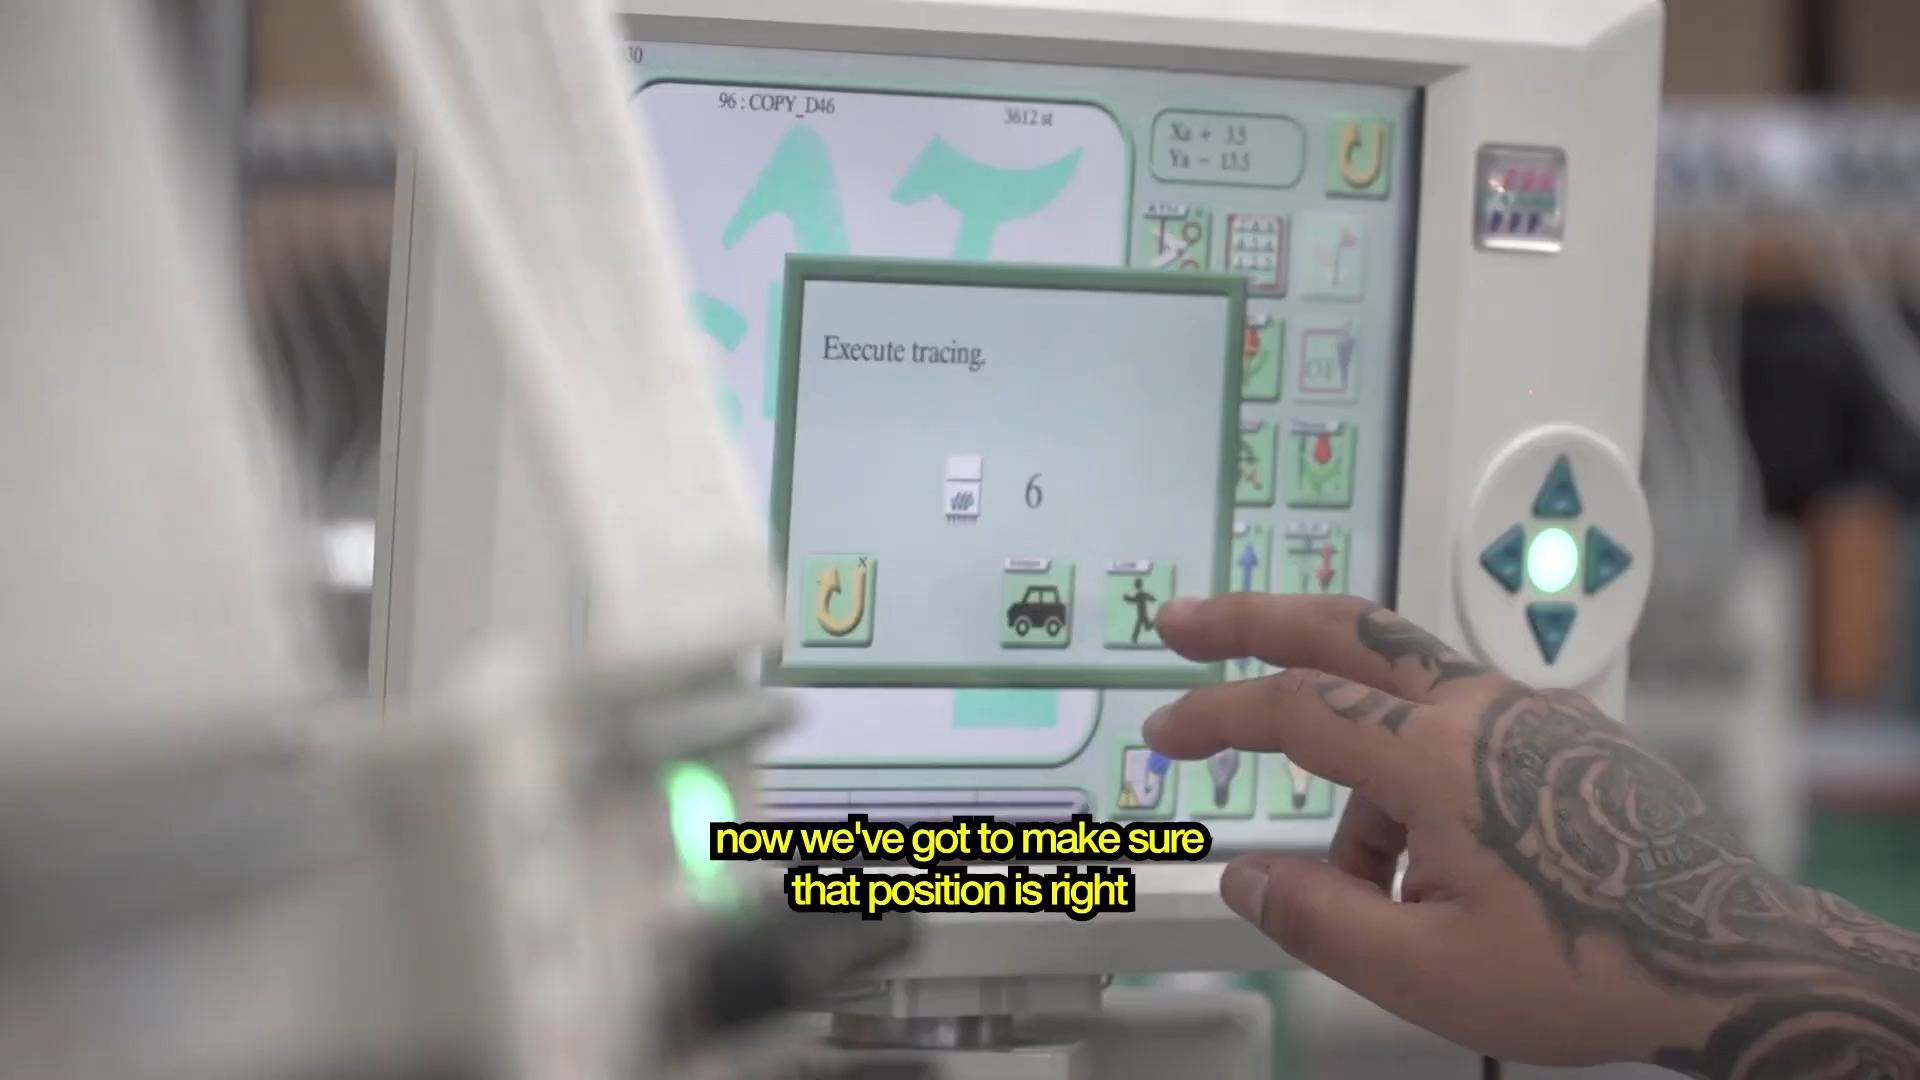 96 : COPY_D46
3612 st
Xa + 3.5
Ya - 13.5
Execute tracing.
6
now we've got to make sure
that position is right